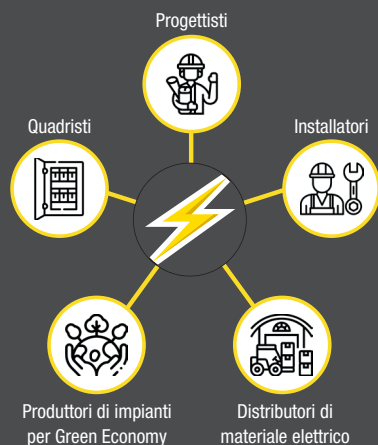 Progettisti
Quadristi
Installatori
Produttori di impianti
per Green Economy
Distributori di
materiale elettrico